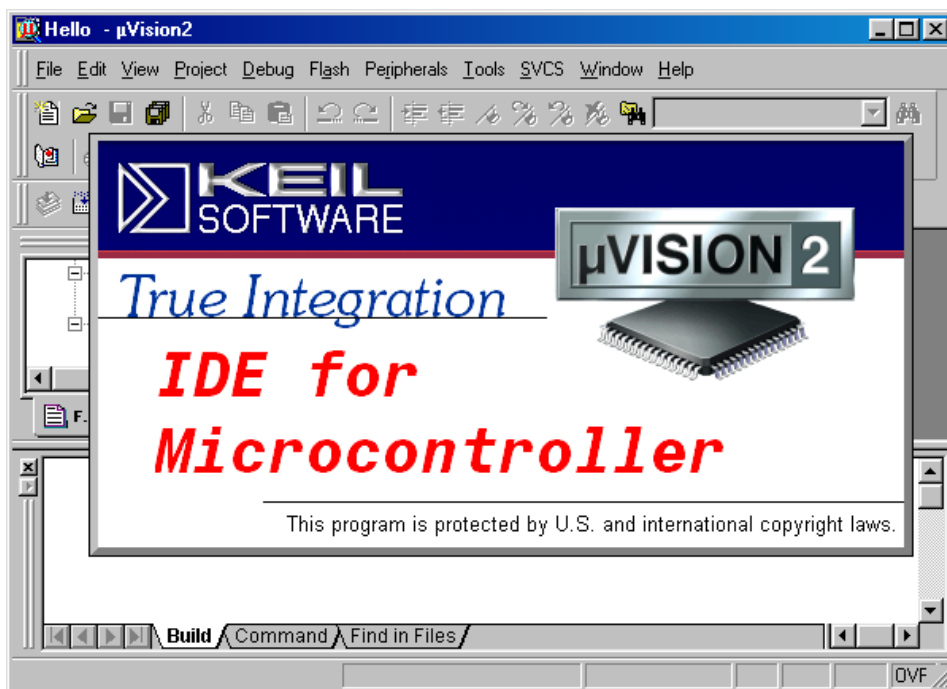 Hello - µVision2
File Edit View Project Debug Flash Peripherals Tools SVCS Window Help
KEIL
SOFTWARE
µVISION 2
True Integration
IDE for
Microcontroller
F.
This program is protected by U.S. and international copyright laws.
Build Command Find in Files
OVF